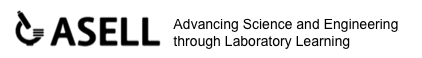 ASELL
Advancing Science and Engineering
through Laboratory Learning